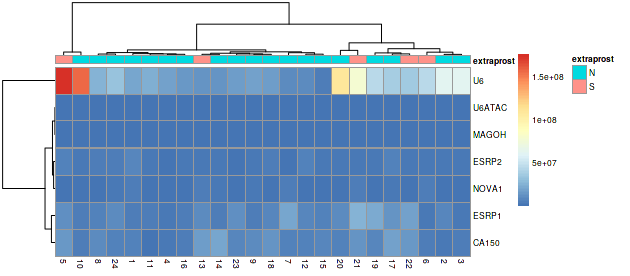 extraprost
U6
U6ATAC
MAGOH
ESRP2
NOVA1
ESRP1
CA150
5 10 8 24 1 11 4 16 13 14 23 9 18 7 12 15 20 21 19 17 22 6 2 3
1.5e+08
1e+08
5e+07
extraprost
N
S